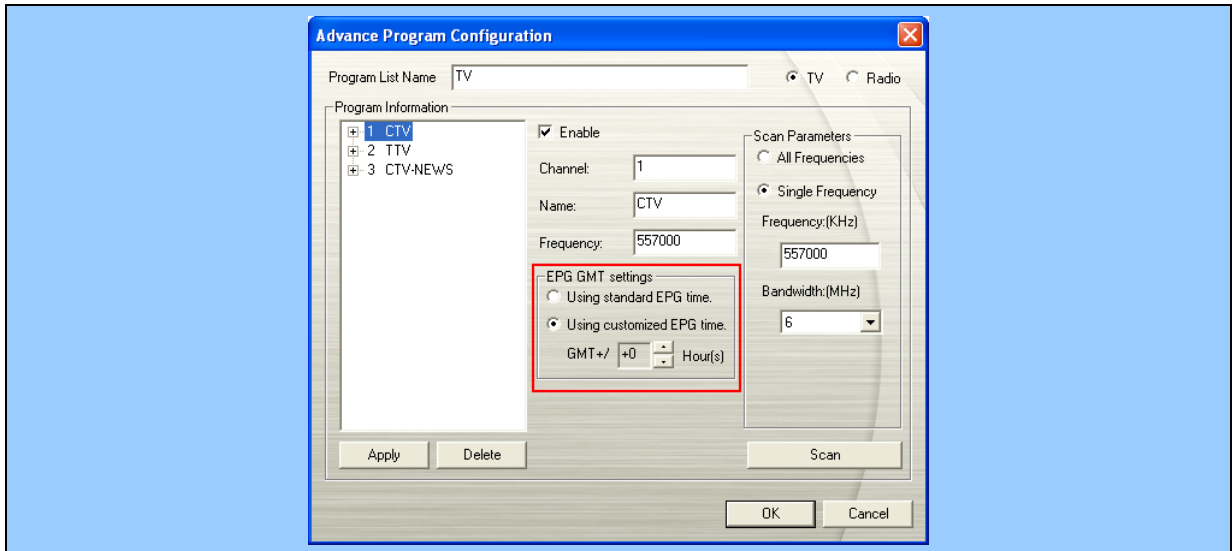 Advance Program Configuration
Program List Name TV
TV Radio
Program Information
1 CTV
2 TTV
3 CTV-NEWS
Enable
Channel: 1
Name: CTV
Frequency: 557000
EPG GMT settings
Using standard EPG time.
Using customized EPG time.
GMT+/ +0 Hour(s)
Scan Parameters
All Frequencies
Single Frequency
Frequency:(KHz)
557000
Bandwidth:(MHz)
6
Apply Delete
Scan
OK Cancel